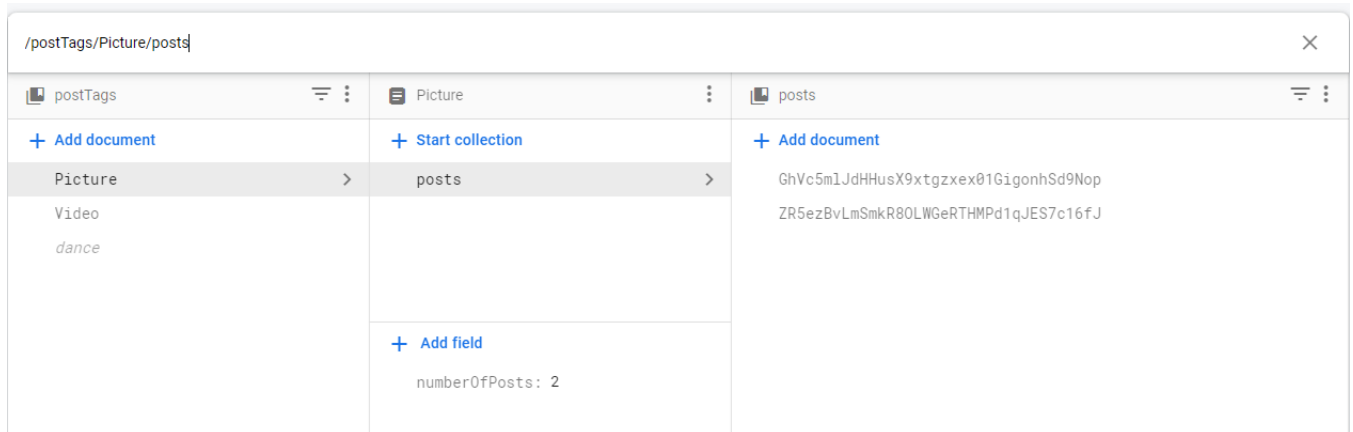 /postTags/Picture/posts
postTags
Picture
posts
Add document
Start collection
Add document
Picture
posts
GhVc5mlJdHHusX9xtgzxex01GigonhSd9Nop
Video
ZR5ezBvLmSmkR8OLWGeRTHMPd1qJES7c16fJ
dance
Add field
numberOfPosts: 2